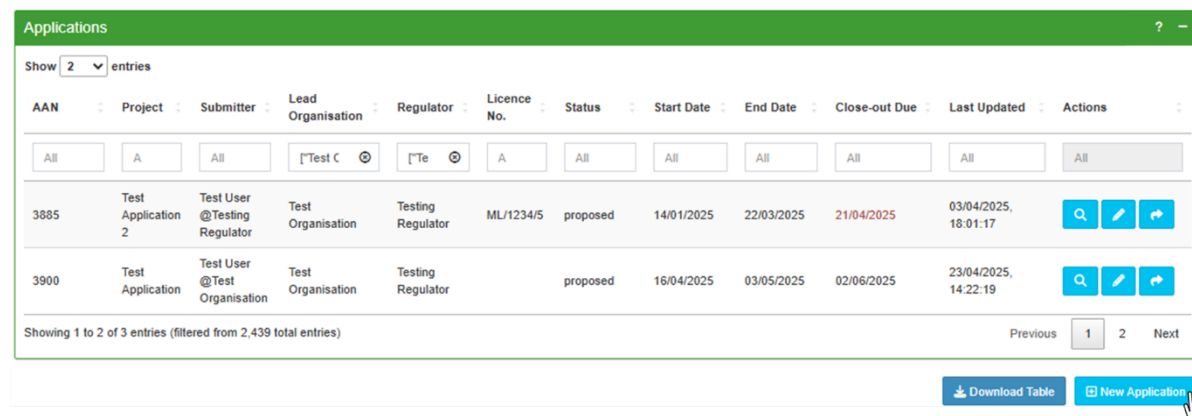 Applications ? −
Show 2 entries
AAN Project Submitter Lead Organisation Regulator Licence No. Status Start Date End Date Close-out Due Last Updated Actions
All A All ["Test C ["Te A All All All All All All
3885 Test Application 2 Test User @Testing Regulator Test Organisation Testing Regulator ML/1234/5 proposed 14/01/2025 22/03/2025 21/04/2025 03/04/2025, 18:01:17
3900 Test Application Test User @Test Organisation Test Organisation Testing Regulator proposed 16/04/2025 03/05/2025 02/06/2025 23/04/2025, 14:22:19
Showing 1 to 2 of 3 entries (filtered from 2,439 total entries) Previous 1 2 Next
Download Table New Application